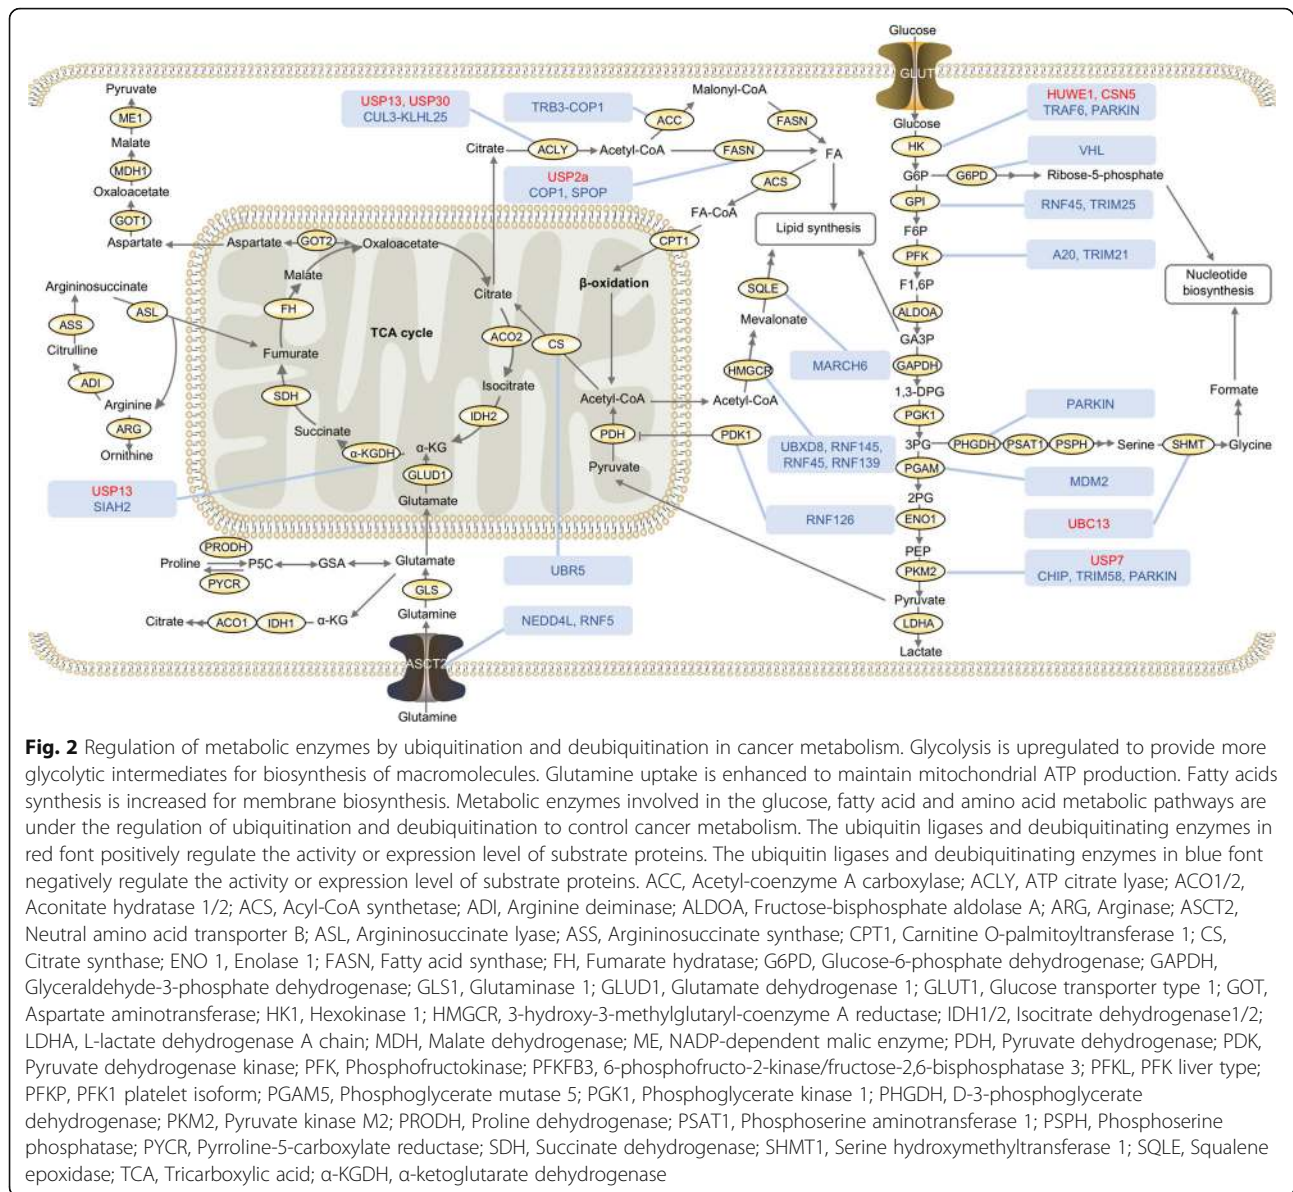 Glucose
GLUT
Glucose
HK
G6P
G6PD
Ribose-5-phosphate
GPI
F6P
PFK
F1,6P
ALDOA
GA3P
GAPDH
1,3-DPG
PGK1
3PG
PHGDH
PSAT1
PSPH
Serine
SHMT
Glycine
Formate
Nucleotide
biosynthesis
PGAM
2PG
ENO1
PEP
PKM2
Pyruvate
LDHA
Lactate
HUWE1, CSN5
TRAF6, PARKIN
VHL
RNF45, TRIM25
A20, TRIM21
PARKIN
MDM2
UBC13
USP7
CHIP, TRIM58, PARKIN
Pyruvate
ME1
Malate
MDH1
Oxaloacetate
GOT1
Aspartate
Aspartate
GOT2
Oxaloacetate
Malate
FH
Fumurate
SDH
Succinate
α-KGDH
α-KG
GLUD1
Glutamate
TCA cycle
Citrate
ACO2
Isocitrate
IDH2
CS
β-oxidation
Acetyl-CoA
PDH
Pyruvate
PDK1
CPT1
FA-CoA
ACS
FA
FASN
Malonyl-CoA
ACC
TRB3-COP1
USP13, USP30
CUL3-KLHL25
Citrate
ACLY
Acetyl-CoA
FASN
USP2a
COP1, SPOP
Lipid synthesis
SQLE
Mevalonate
HMGCR
Acetyl-CoA
MARCH6
UBXD8, RNF145,
RNF45, RNF139
RNF126
UBR5
NEDD4L, RNF5
Argininosuccinate
ASL
ASS
Citrulline
ADI
Arginine
ARG
Ornithine
USP13
SIAH2
PRODH
Proline
P5C
GSA
Glutamate
PYCR
GLS
Glutamine
Citrate
ACO1
IDH1
α-KG
ASCT2
Glutamine
Fig. 2 Regulation of metabolic enzymes by ubiquitination and deubiquitination in cancer metabolism. Glycolysis is upregulated to provide more
glycolytic intermediates for biosynthesis of macromolecules. Glutamine uptake is enhanced to maintain mitochondrial ATP production. Fatty acids
synthesis is increased for membrane biosynthesis. Metabolic enzymes involved in the glucose, fatty acid and amino acid metabolic pathways are
under the regulation of ubiquitination and deubiquitination to control cancer metabolism. The ubiquitin ligases and deubiquitinating enzymes in
red font positively regulate the activity or expression level of substrate proteins. The ubiquitin ligases and deubiquitinating enzymes in blue font
negatively regulate the activity or expression level of substrate proteins. ACC, Acetyl-coenzyme A carboxylase; ACLY, ATP citrate lyase; ACO1/2,
Aconitate hydratase 1/2; ACS, Acyl-CoA synthetase; ADI, Arginine deiminase; ALDOA, Fructose-bisphosphate aldolase A; ARG, Arginase; ASCT2,
Neutral amino acid transporter B; ASL, Argininosuccinate lyase; ASS, Argininosuccinate synthase; CPT1, Carnitine O-palmitoyltransferase 1; CS,
Citrate synthase; ENO 1, Enolase 1; FASN, Fatty acid synthase; FH, Fumarate hydratase; G6PD, Glucose-6-phosphate dehydrogenase; GAPDH,
Glyceraldehyde-3-phosphate dehydrogenase; GLS1, Glutaminase 1; GLUD1, Glutamate dehydrogenase 1; GLUT1, Glucose transporter type 1; GOT,
Aspartate aminotransferase; HK1, Hexokinase 1; HMGCR, 3-hydroxy-3-methylglutaryl-coenzyme A reductase; IDH1/2, Isocitrate dehydrogenase1/2;
LDHA, L-lactate dehydrogenase A chain; MDH, Malate dehydrogenase; ME, NADP-dependent malic enzyme; PDH, Pyruvate dehydrogenase; PDK,
Pyruvate dehydrogenase kinase; PFK, Phosphofructokinase; PFKFB3, 6-phosphofructo-2-kinase/fructose-2,6-bisphosphatase 3; PFKL, PFK liver type;
PFKP, PFK1 platelet isoform; PGAM5, Phosphoglycerate mutase 5; PGK1, Phosphoglycerate kinase 1; PHGDH, D-3-phosphoglycerate
dehydrogenase; PKM2, Pyruvate kinase M2; PRODH, Proline dehydrogenase; PSAT1, Phosphoserine aminotransferase 1; PSPH, Phosphoserine
phosphatase; PYCR, Pyrroline-5-carboxylate reductase; SDH, Succinate dehydrogenase; SHMT1, Serine hydroxymethyltransferase 1; SQLE, Squalene
epoxidase; TCA, Tricarboxylic acid; α-KGDH, α-ketoglutarate dehydrogenase